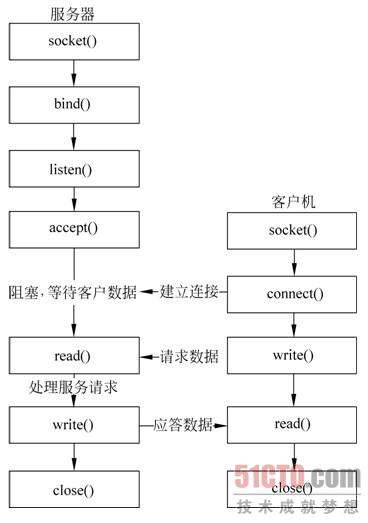 服务器
socket()
bind()
listen()
accept()
客户机
socket()
阻塞,等待客户数据
建立连接
connect()
read()
请求数据
write()
处理服务请求
write()
应答数据
read()
close()
close()
51CTO.com
技术成就梦想